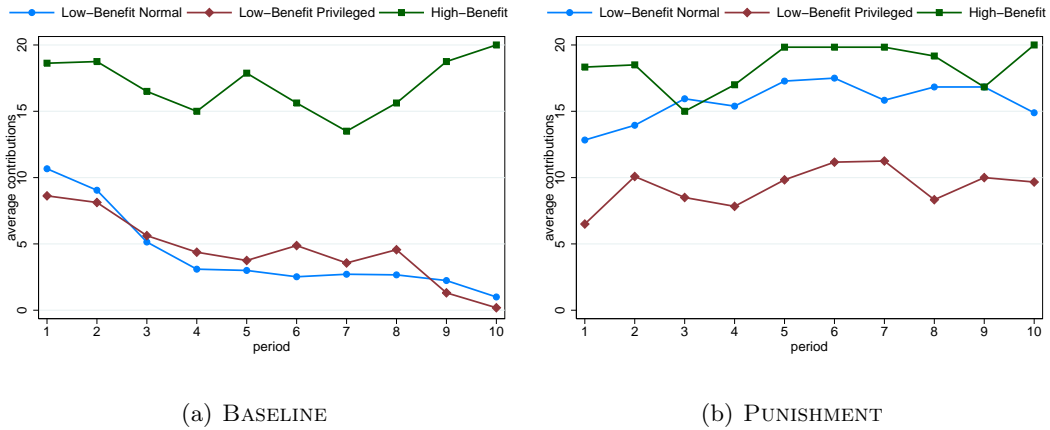 Low−Benefit Normal Low−Benefit Privileged High−Benefit
20
15
10
5
0
average contributions
1 2 3 4 5 6 7 8 9 10
period
(a) BASELINE
Low−Benefit Normal Low−Benefit Privileged High−Benefit
20
15
10
5
0
average contributions
1 2 3 4 5 6 7 8 9 10
period
(b) PUNISHMENT